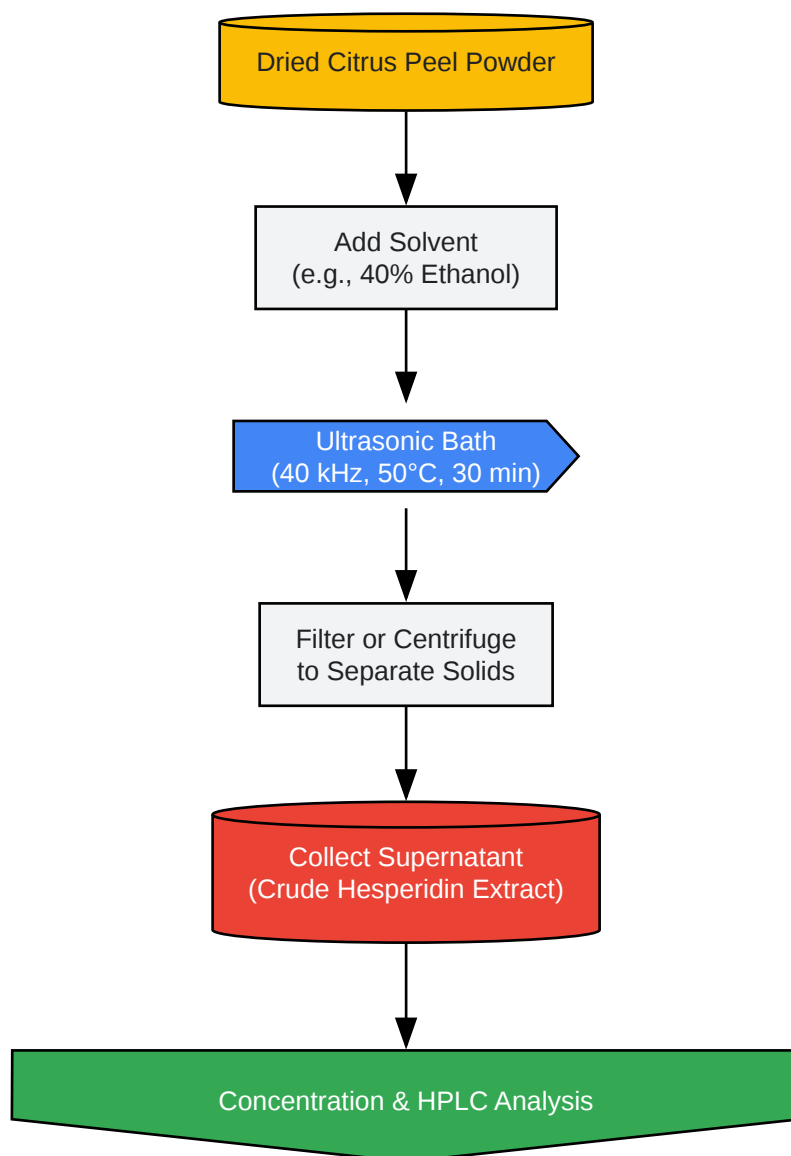 Dried Citrus Peel Powder
Add Solvent
(e.g., 40% Ethanol)
Ultrasonic Bath
(40 kHz, 50°C, 30 min)
Filter or Centrifuge
to Separate Solids
Collect Supernatant
(Crude Hesperidin Extract)
Concentration & HPLC Analysis